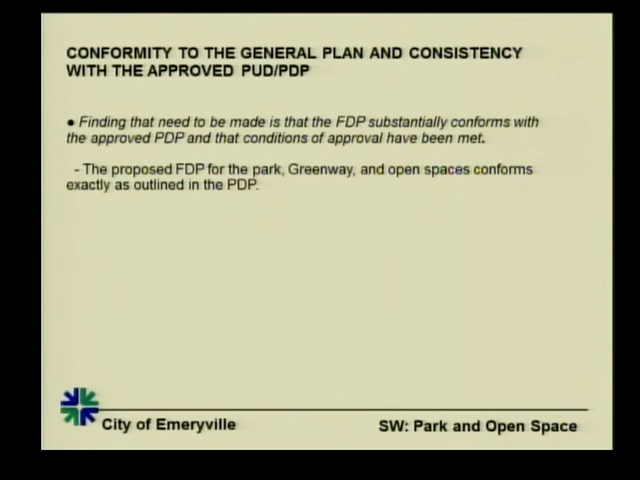 CONFORMITY TO THE GENERAL PLAN AND CONSISTENCY
WITH THE APPROVED PUD/PDP
● Finding that need to be made is that the FDP substantially conforms with
the approved PDP and that conditions of approval have been met.
- The proposed FDP for the park, Greenway, and open spaces conforms
exactly as outlined in the PDP.
City of Emeryville
SW: Park and Open Space